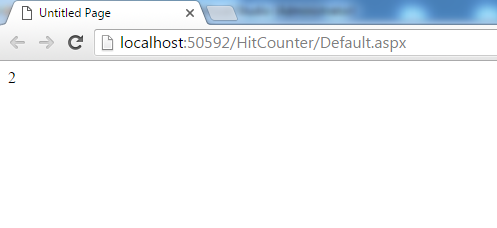 Untitled Page
localhost:50592/HitCounter/Default.aspx
2